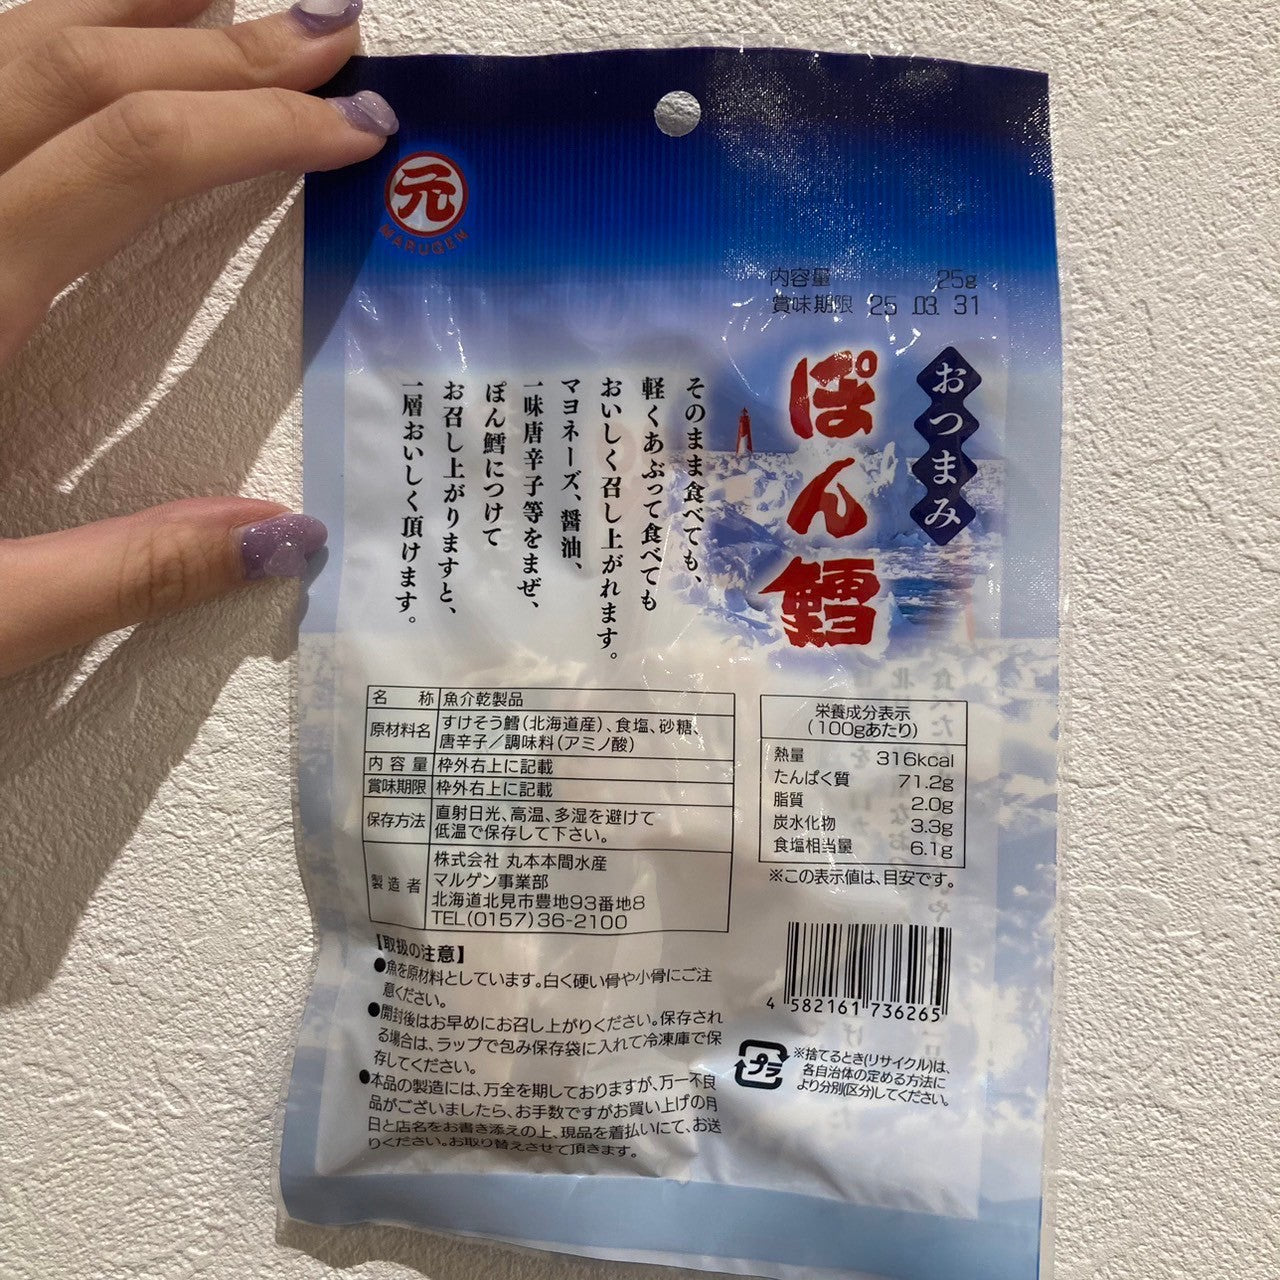 元
MARUGEN
内容量 25g
賞味期限 25.03.31
おつまみ
ぽん鱈
そのまま食べても、
軽くあぶって食べても
おいしく召し上がれます。
マヨネーズ、醤油、
一味唐辛子等をまぜ、
ぽん鱈につけて
お召し上がりますと、
一層おいしく頂けます。
名称 魚介乾製品
原材料名 すけそう鱈(北海道産)、食塩、砂糖、
唐辛子/調味料(アミノ酸)
内容量 枠外右上に記載
賞味期限 枠外右上に記載
保存方法 直射日光、高温、多湿を避けて
低温で保存して下さい。
製造者 株式会社 丸本本間水産
マルゲン事業部
北海道北見市豊地93番地8
TEL(0157)36-2100
栄養成分表示
(100gあたり)
熱量 316kcal
たんぱく質 71.2g
脂質 2.0g
炭水化物 3.3g
食塩相当量 6.1g
※この表示値は、目安です。
【取扱の注意】
●魚を原材料としています。白く硬い骨や小骨にご注
意ください。
●開封後はお早めにお召し上がりください。保存され
る場合は、ラップで包み保存袋に入れて冷凍庫で保
存してください。
●本品の製造には、万全を期しておりますが、万一不良
品がございましたら、お手数ですがお買い上げの月
日と店名をお書き添えの上、現品を着払いにて、お送
りください。お取り替えさせて頂きます。
4 582161 736265
プラ
※捨てるとき(リサイクル)は、
各自治体の定める方法に
より分別(区分)してください。